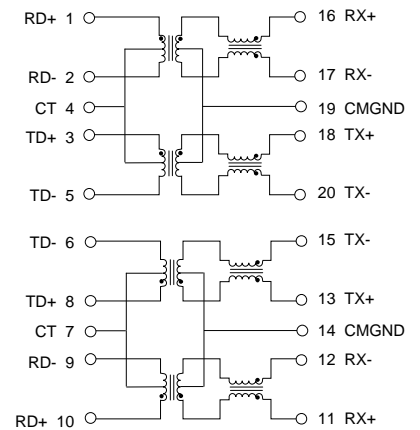 RD+ 1 16 RX+
RD- 2 17 RX-
CT 4 19 CMGND
TD+ 3 18 TX+
TD- 5 20 TX-
TD- 6 15 TX-
TD+ 8 13 TX+
CT 7 14 CMGND
RD- 9 12 RX-
RD+ 10 11 RX+